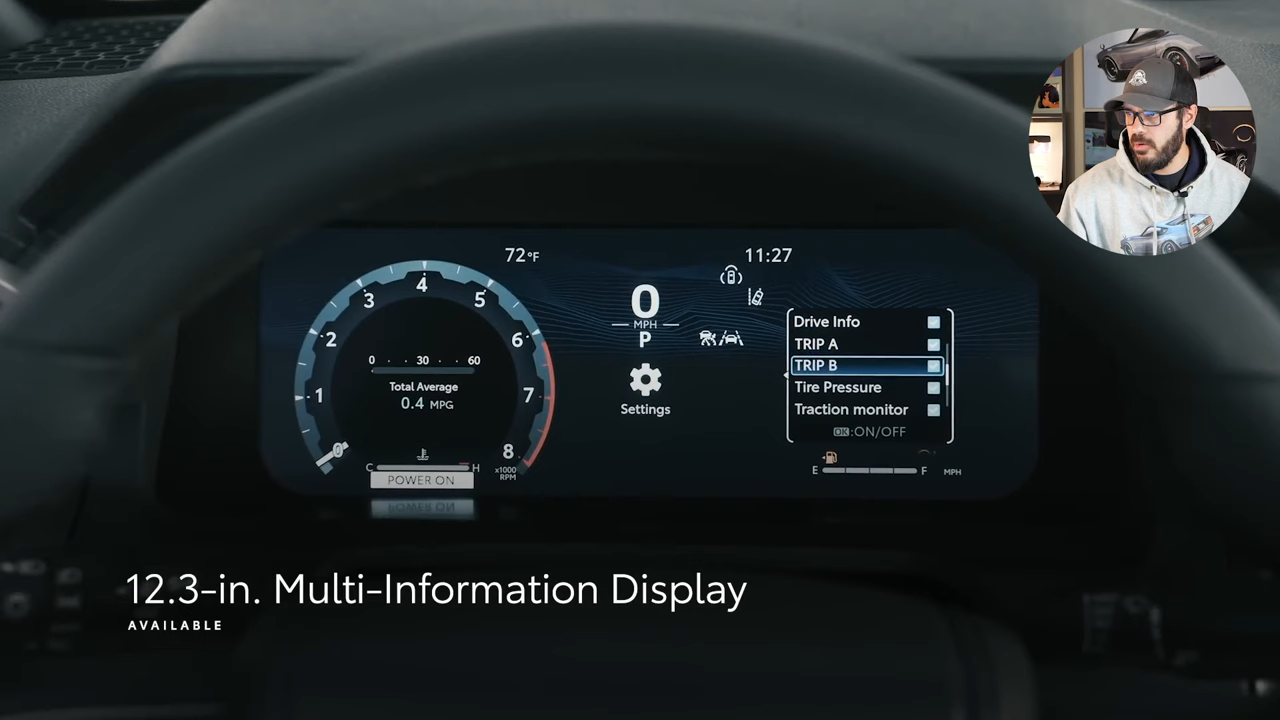 72°F
11:27
4
3
5
2
6
1
7
0
8
x1000
RPM
0 · · 30 · · 60
Total Average
0.4 MPG
C
H
POWER ON
0
MPH
P
Settings
Drive Info
TRIP A
TRIP B
Tire Pressure
Traction monitor
OK:ON/OFF
E
F
MPH
12.3-in. Multi-Information Display
AVAILABLE